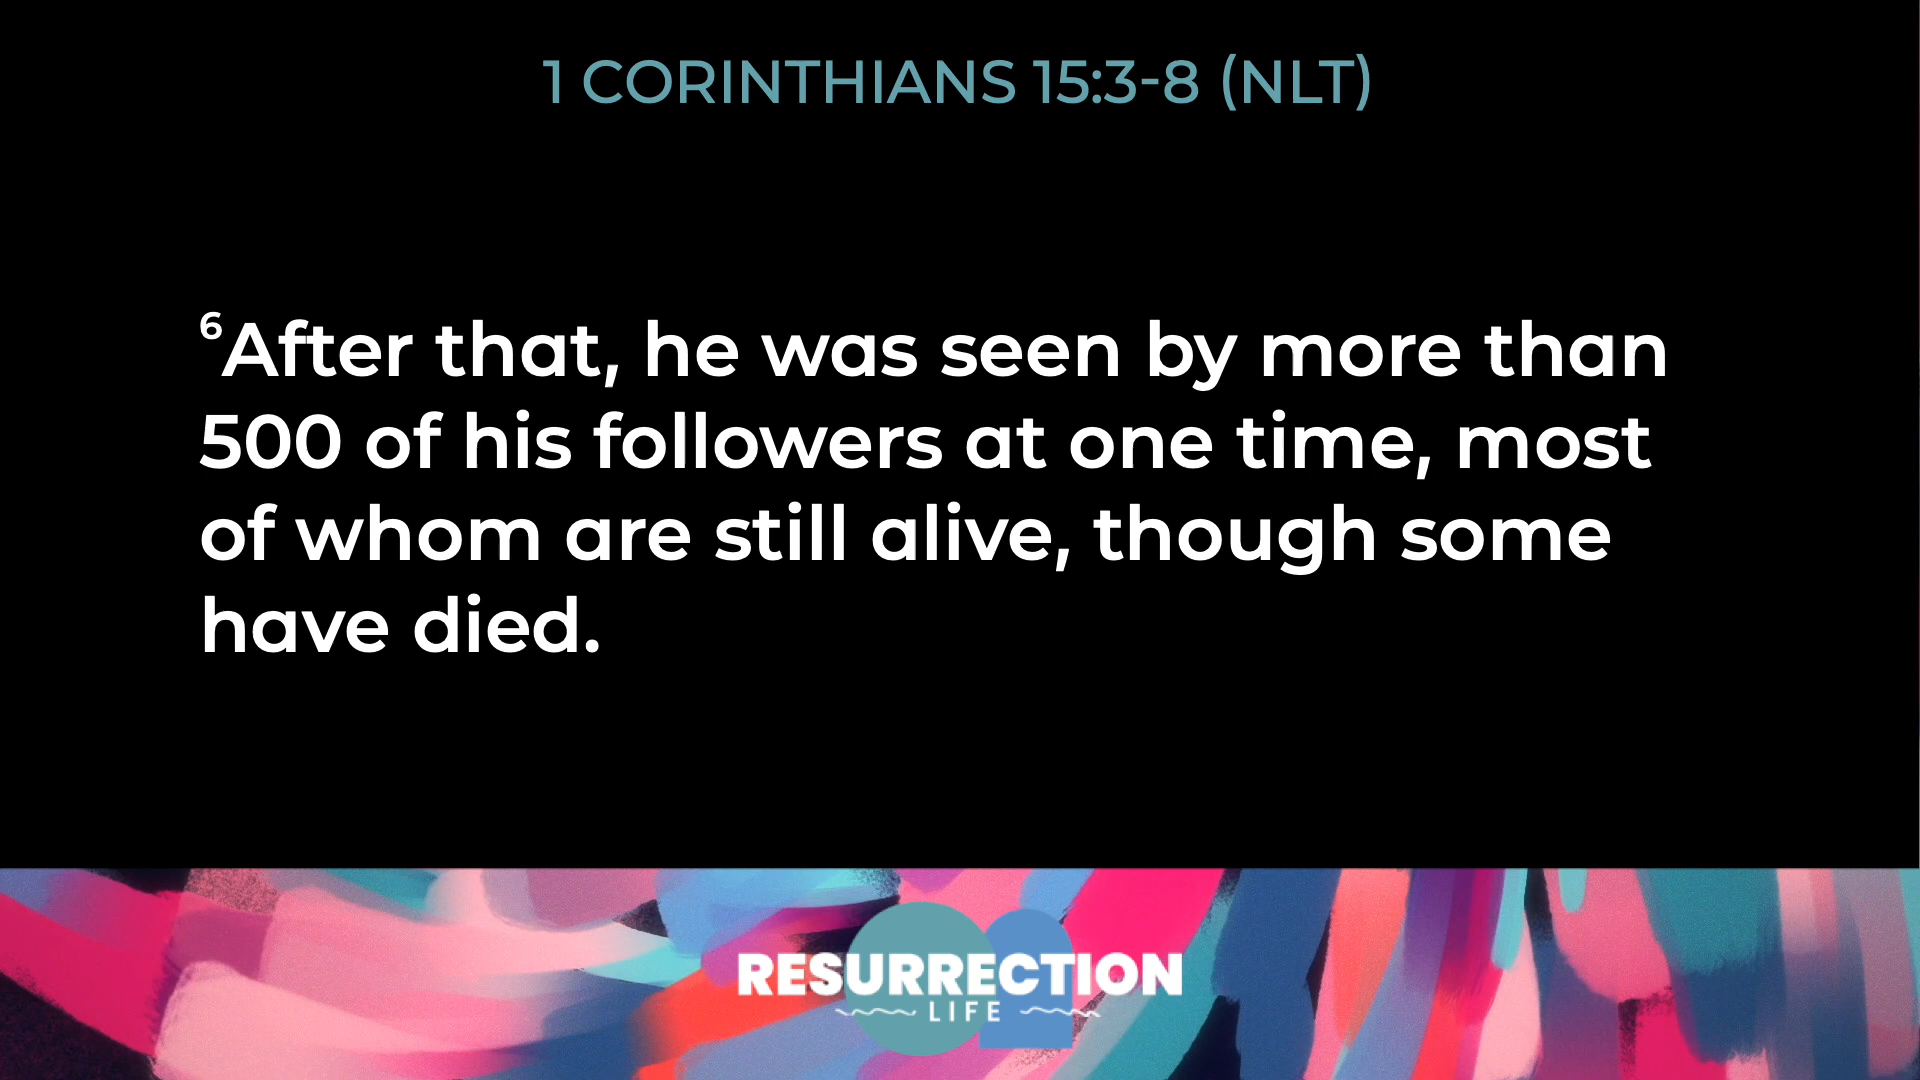 1 CORINTHIANS 15:3-8 (NLT)
⁶After that, he was seen by more than
500 of his followers at one time, most
of whom are still alive, though some
have died.
RESURRECTION
LIFE